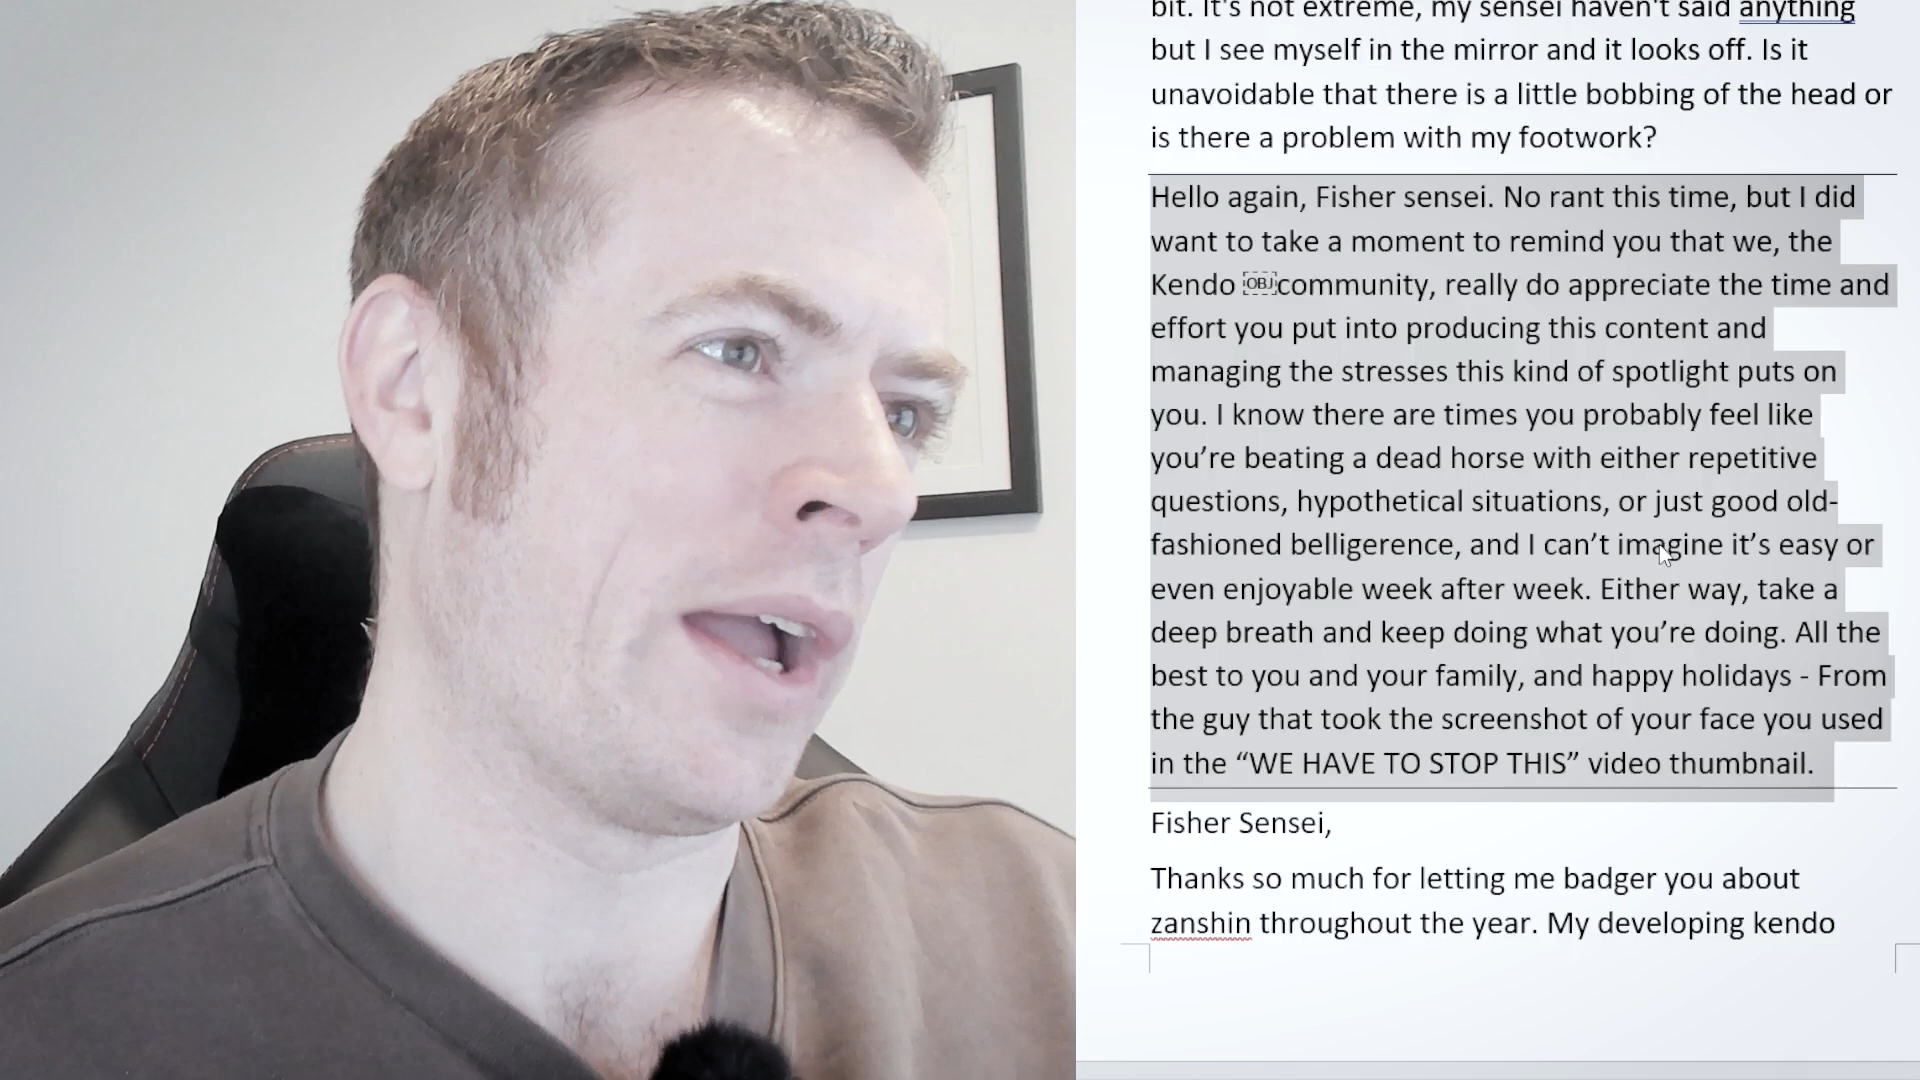 bit. It's not extreme, my sensei haven't said anything
but I see myself in the mirror and it looks off. Is it
unavoidable that there is a little bobbing of the head or
is there a problem with my footwork?
Hello again, Fisher sensei. No rant this time, but I did
want to take a moment to remind you that we, the
Kendo OBJcommunity, really do appreciate the time and
effort you put into producing this content and
managing the stresses this kind of spotlight puts on
you. I know there are times you probably feel like
you’re beating a dead horse with either repetitive
questions, hypothetical situations, or just good old-
fashioned belligerence, and I can’t imagine it’s easy or
even enjoyable week after week. Either way, take a
deep breath and keep doing what you’re doing. All the
best to you and your family, and happy holidays - From
the guy that took the screenshot of your face you used
in the “WE HAVE TO STOP THIS” video thumbnail.
Fisher Sensei,
Thanks so much for letting me badger you about
zanshin throughout the year. My developing kendo